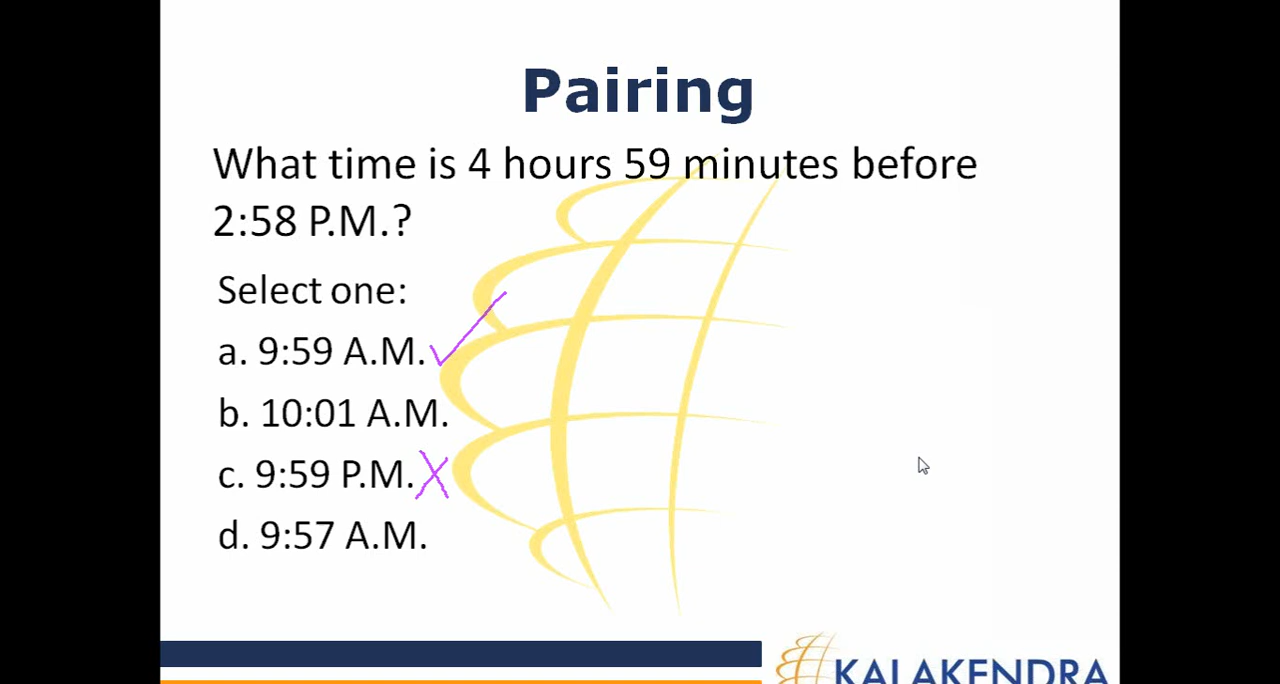 Pairing
What time is 4 hours 59 minutes before
2:58 P.M.?
Select one:
a. 9:59 A.M.
b. 10:01 A.M.
c. 9:59 P.M.
d. 9:57 A.M.
KALAKENDRA